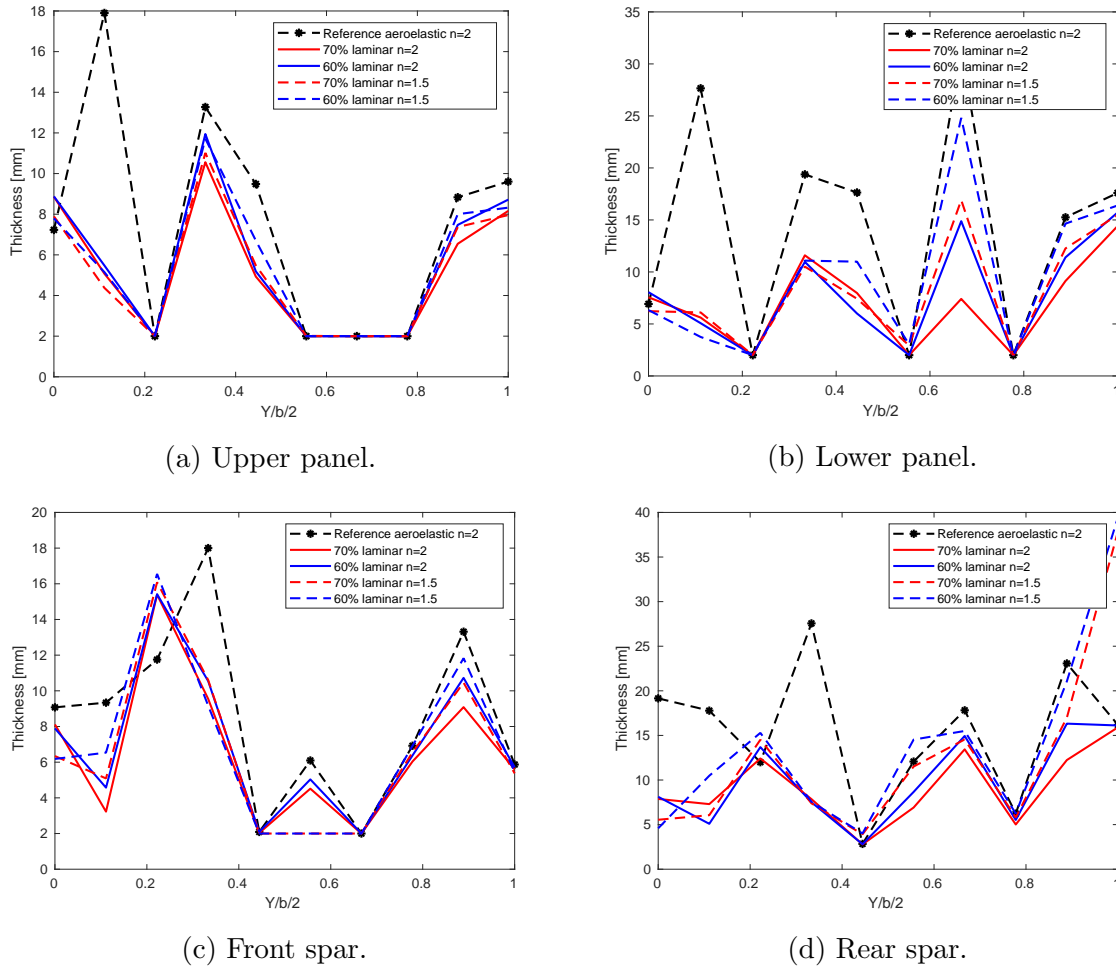 18
16
14
12
10
8
6
4
2
0
Thickness [mm]
0
0.2
0.4
0.6
0.8
1
Y/b/2
Reference aeroelastic n=2
70% laminar n=2
60% laminar n=2
70% laminar n=1.5
60% laminar n=1.5
(a) Upper panel.
35
30
25
20
15
10
5
0
Thickness [mm]
0
0.2
0.4
0.6
0.8
1
Y/b/2
Reference aeroelastic n=2
70% laminar n=2
60% laminar n=2
70% laminar n=1.5
60% laminar n=1.5
(b) Lower panel.
20
18
16
14
12
10
8
6
4
2
0
Thickness [mm]
0
0.2
0.4
0.6
0.8
1
Y/b/2
Reference aeroelastic n=2
70% laminar n=2
60% laminar n=2
70% laminar n=1.5
60% laminar n=1.5
(c) Front spar.
40
35
30
25
20
15
10
5
0
Thickness [mm]
0
0.2
0.4
0.6
0.8
1
Y/b/2
Reference aeroelastic n=2
70% laminar n=2
60% laminar n=2
70% laminar n=1.5
60% laminar n=1.5
(d) Rear spar.